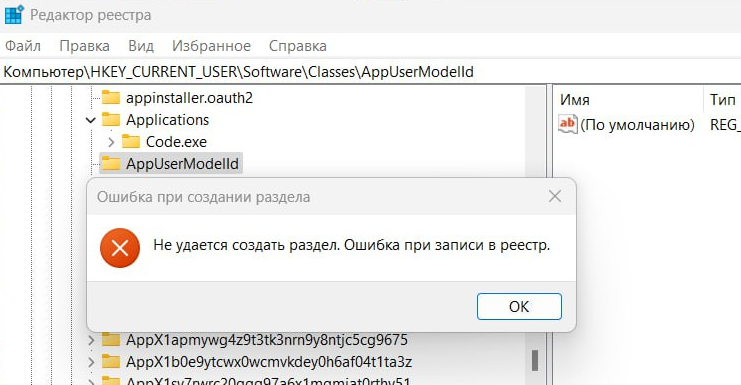 Редактор реестра
Файл Правка Вид Избранное Справка
Компьютер\HKEY_CURRENT_USER\Software\Classes\AppUserModelId
appinstaller.oauth2
Applications
Code.exe
AppUserModelId
Имя Тип
ab (По умолчанию) REG_
Ошибка при создании раздела
Не удается создать раздел. Ошибка при записи в реестр.
OK
AppX1apmywg4z9t3tk3nrn9y8ntjc5cg9675
AppX1b0e9ytcwx0wcmvkdey0h6af04t1ta3z